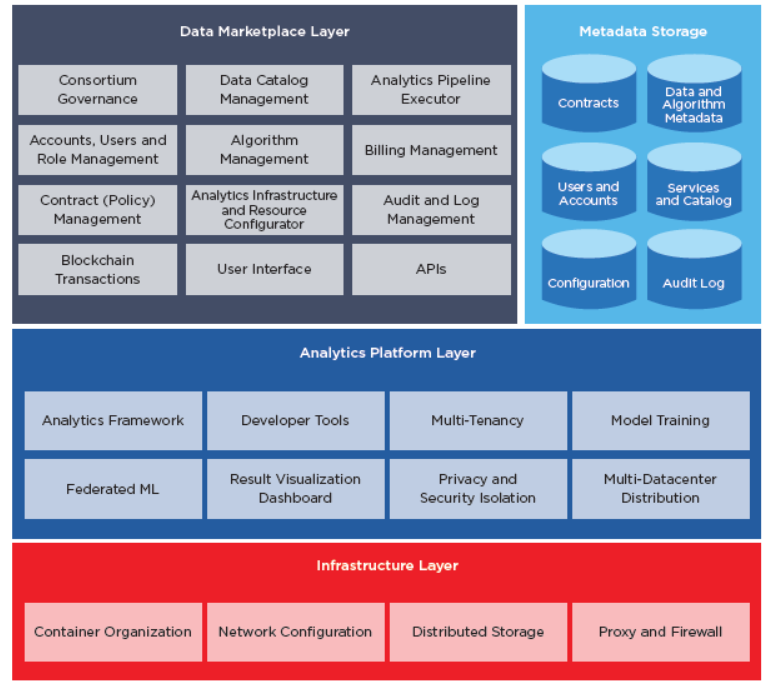 Data Marketplace Layer
Consortium
Governance
Data Catalog
Management
Analytics Pipeline
Executor
Accounts, Users and
Role Management
Algorithm
Management
Billing Management
Contract (Policy)
Management
Analytics Infrastructure
and Resource
Configurator
Audit and Log
Management
Blockchain
Transactions
User Interface
APIs
Metadata Storage
Contracts
Data and
Algorithm
Metadata
Users and
Accounts
Services
and Catalog
Configuration
Audit Log
Analytics Platform Layer
Analytics Framework
Developer Tools
Multi-Tenancy
Model Training
Federated ML
Result Visualization
Dashboard
Privacy and
Security Isolation
Multi-Datacenter
Distribution
Infrastructure Layer
Container Organization
Network Configuration
Distributed Storage
Proxy and Firewall